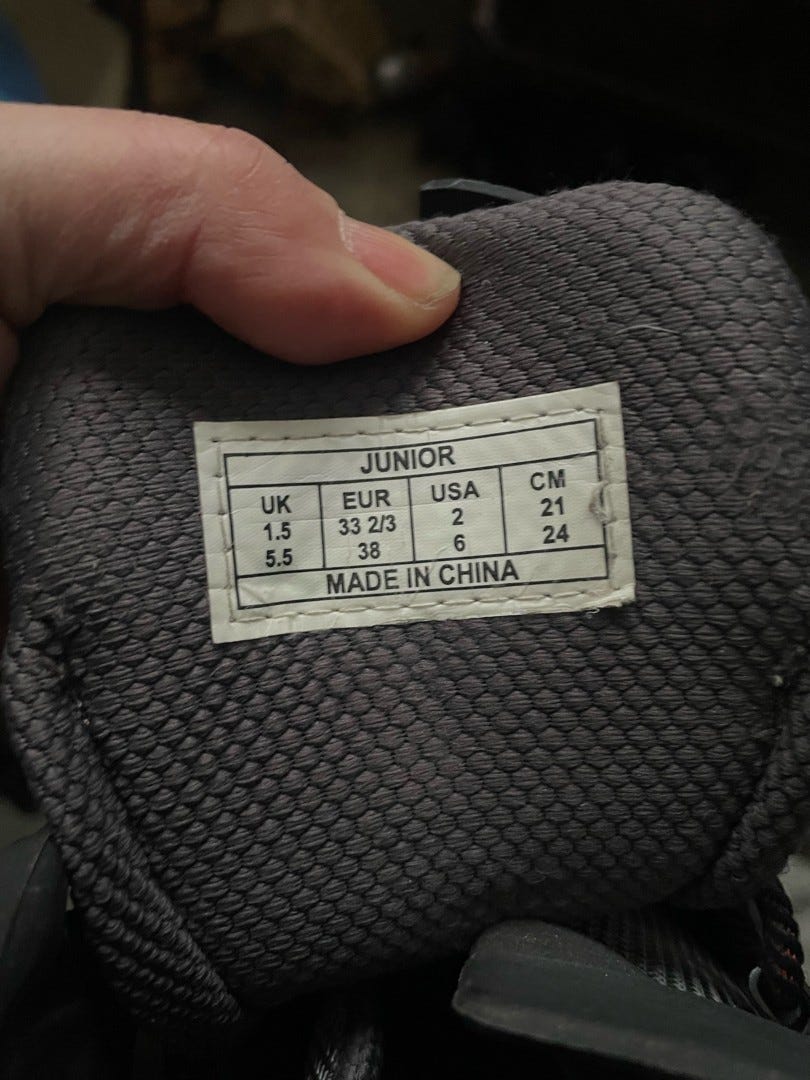 JUNIOR
UK EUR USA CM
1.5 33 2/3 2 21
5.5 38 6 24
MADE IN CHINA